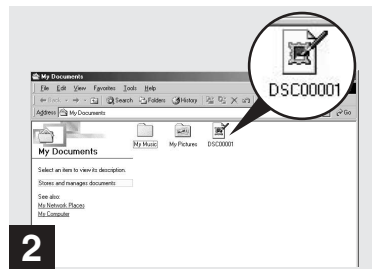 My Documents
File Edit View Favorites Tools Help
Back Search Folders History
Address My Documents Go
My Documents
My Music My Pictures DSC00001
Select an item to view its description.
Stores and manages documents
See also:
My Network Places
My Computer
DSC00001
2